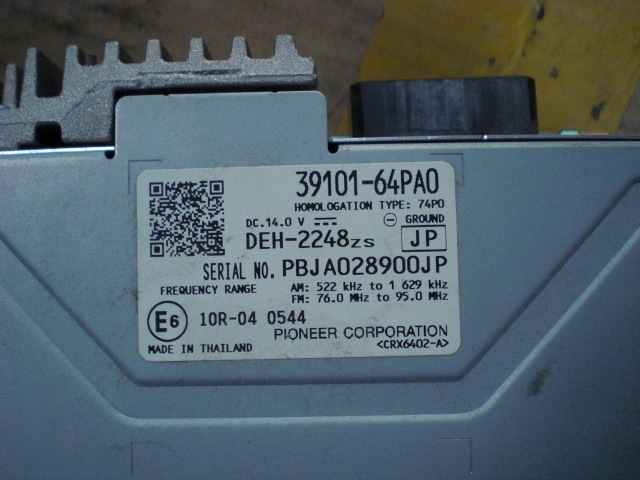 39101-64PA0
HOMOLOGATION TYPE: 74P0
DC.14.0 V ⎓ ⊖ GROUND
DEH-2248ZS JP
SERIAL NO. PBJA028900JP
FREQUENCY RANGE AM: 522 kHz to 1 629 kHz
FM: 76.0 MHz to 95.0 MHz
E6 10R-04 0544
PIONEER CORPORATION
MADE IN THAILAND <CRX6402-A>